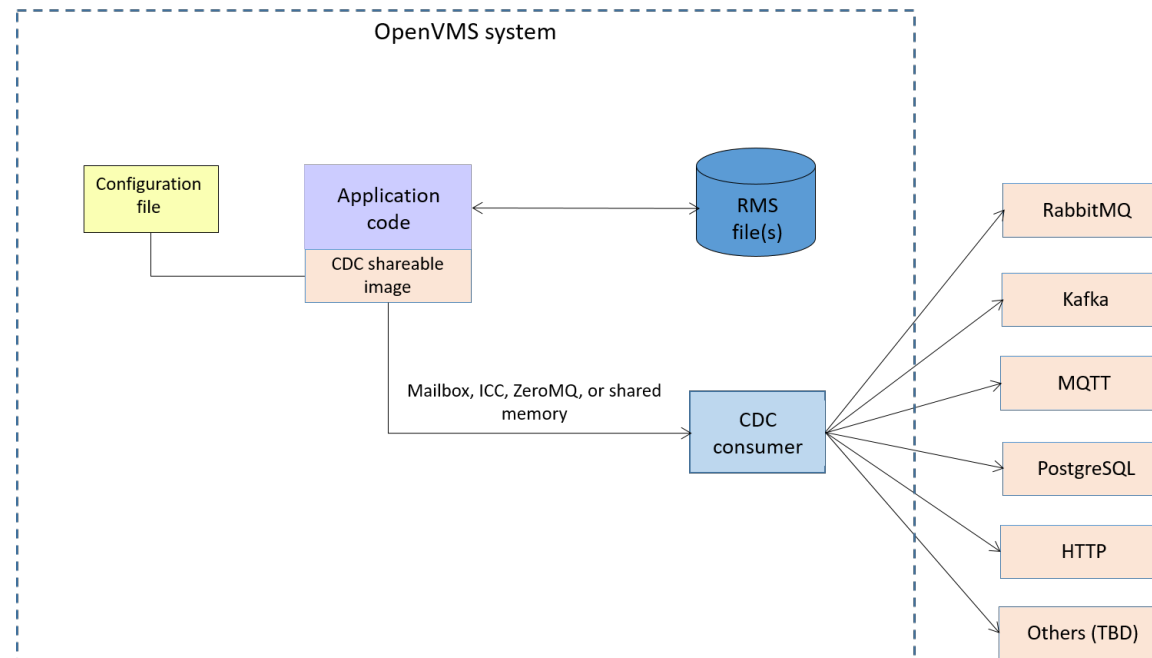 OpenVMS system
Configuration
file
Application
code
CDC shareable
image
RMS
file(s)
Mailbox, ICC, ZeroMQ, or shared
memory
CDC
consumer
RabbitMQ
Kafka
MQTT
PostgreSQL
HTTP
Others (TBD)